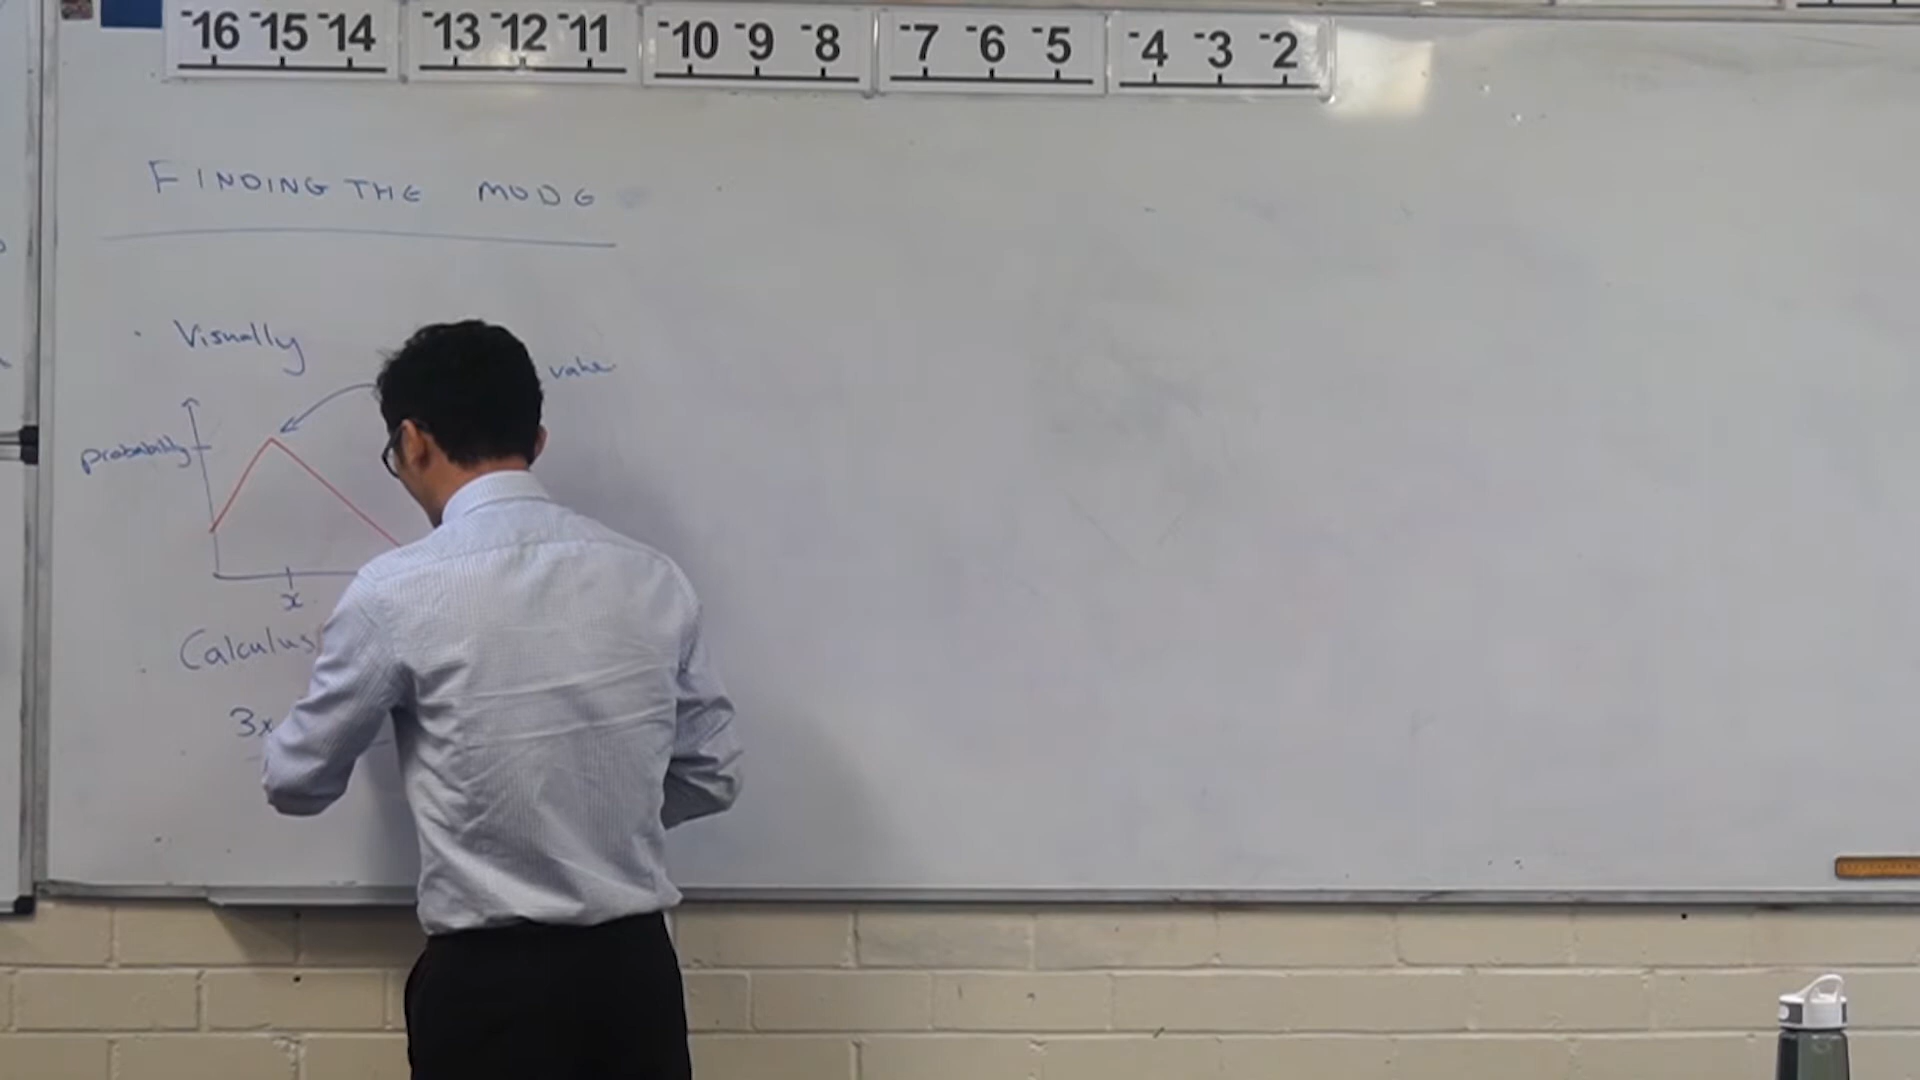 -16 -15 -14 -13 -12 -11 -10 -9 -8 -7 -6 -5 -4 -3 -2
FINDING THE MODE
· Visually
value
probability
x
· Calculus
3x